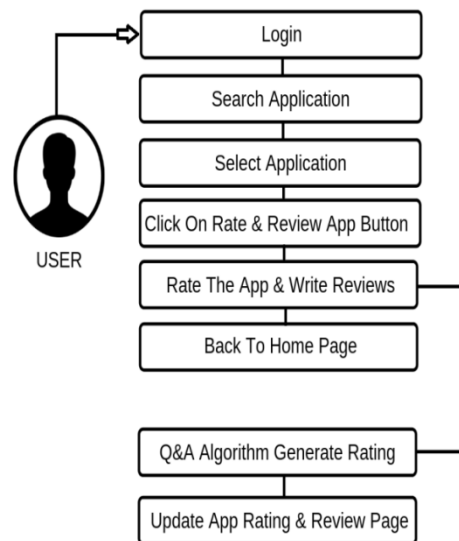 Login
Search Application
Select Application
Click On Rate & Review App Button
USER
Rate The App & Write Reviews
Back To Home Page
Q&A Algorithm Generate Rating
Update App Rating & Review Page